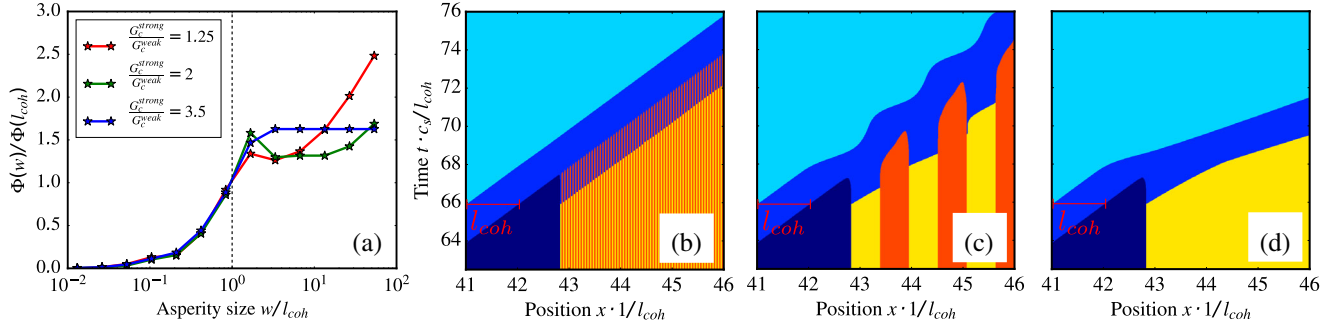 Φ(w)/Φ(l_coh)
3.0
2.5
2.0
1.5
1.0
0.5
0.0
G_c^strong/G_c^weak = 1.25
G_c^strong/G_c^weak = 2
G_c^strong/G_c^weak = 3.5
(a)
10^-2 10^-1 10^0 10^1 10^2
Asperity size w/l_coh
Time t · c_s/l_coh
76
74
72
70
68
66
64
l_coh
(b)
41 42 43 44 45 46
Position x · 1/l_coh
l_coh
(c)
41 42 43 44 45 46
Position x · 1/l_coh
l_coh
(d)
41 42 43 44 45 46
Position x · 1/l_coh